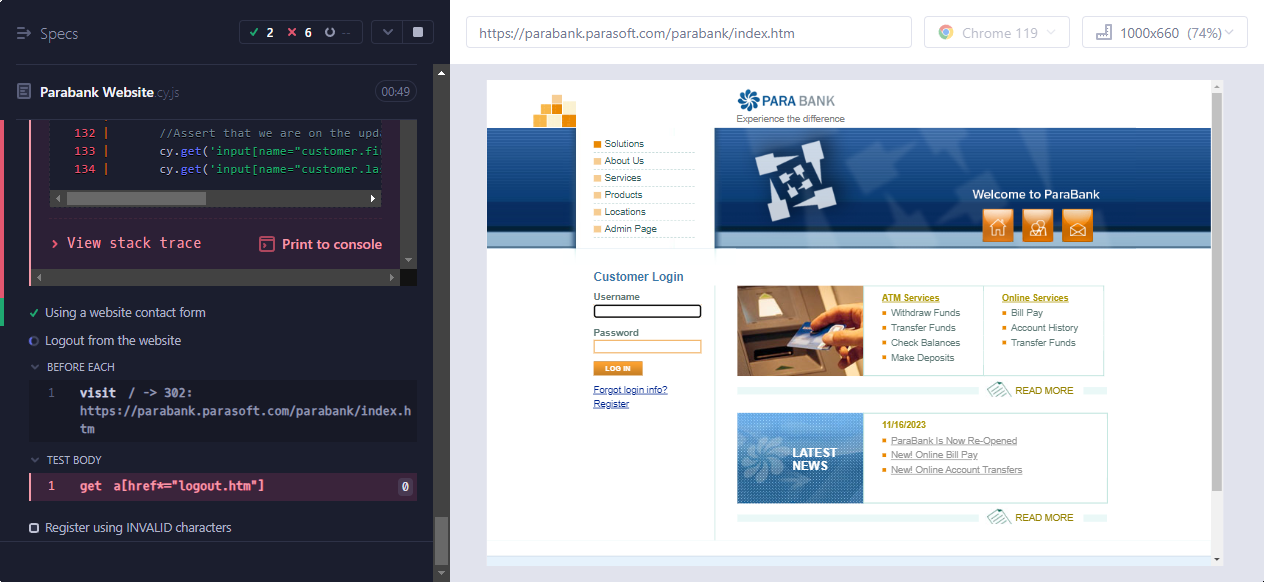 Specs
2 6 --
Parabank Website.cy.js
00:49
132 | //Assert that we are on the upda
133 | cy.get('input[name="customer.fi
134 | cy.get('input[name="customer.la
View stack trace
Print to console
Using a website contact form
Logout from the website
BEFORE EACH
1 visit / -> 302:
https://parabank.parasoft.com/parabank/index.h
tm
TEST BODY
1 get a[href*="logout.htm"] 0
Register using INVALID characters
https://parabank.parasoft.com/parabank/index.htm
Chrome 119
1000x660 (74%)
PARA BANK
Experience the difference
Solutions
About Us
Services
Products
Locations
Admin Page
Welcome to ParaBank
Customer Login
Username
Password
LOG IN
Forgot login info?
Register
ATM Services
Withdraw Funds
Transfer Funds
Check Balances
Make Deposits
Online Services
Bill Pay
Account History
Transfer Funds
READ MORE
LATEST
NEWS
11/16/2023
ParaBank Is Now Re-Opened
New! Online Bill Pay
New! Online Account Transfers
READ MORE